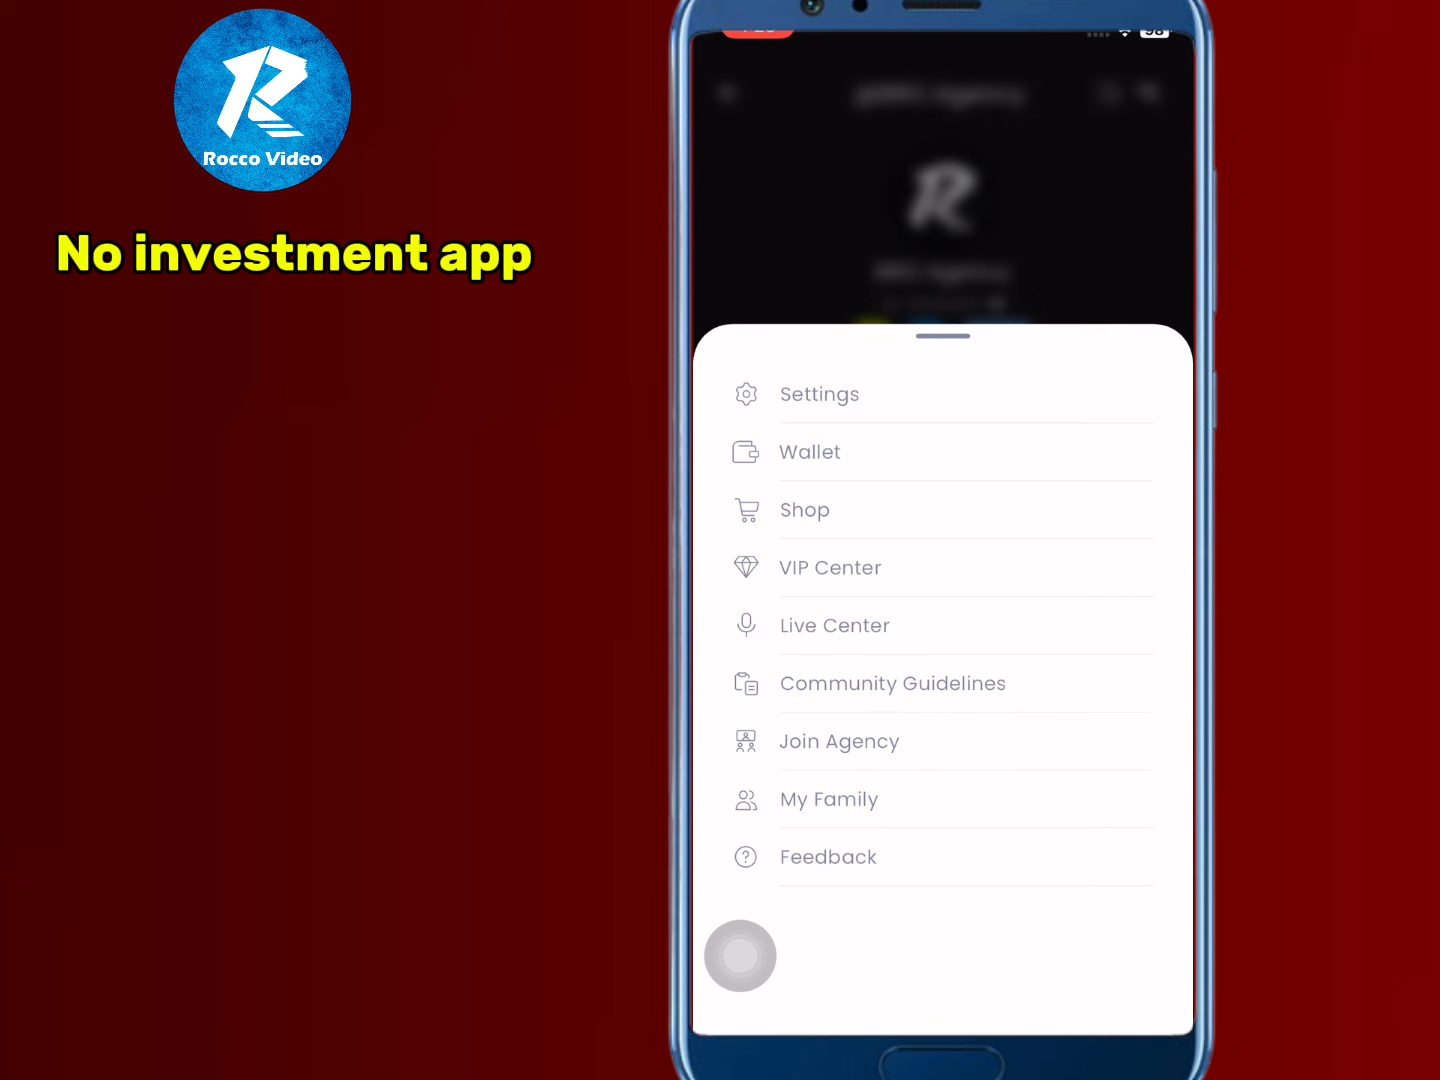 Rocco Video
No investment app
98
Settings
Wallet
Shop
VIP Center
Live Center
Community Guidelines
Join Agency
My Family
Feedback